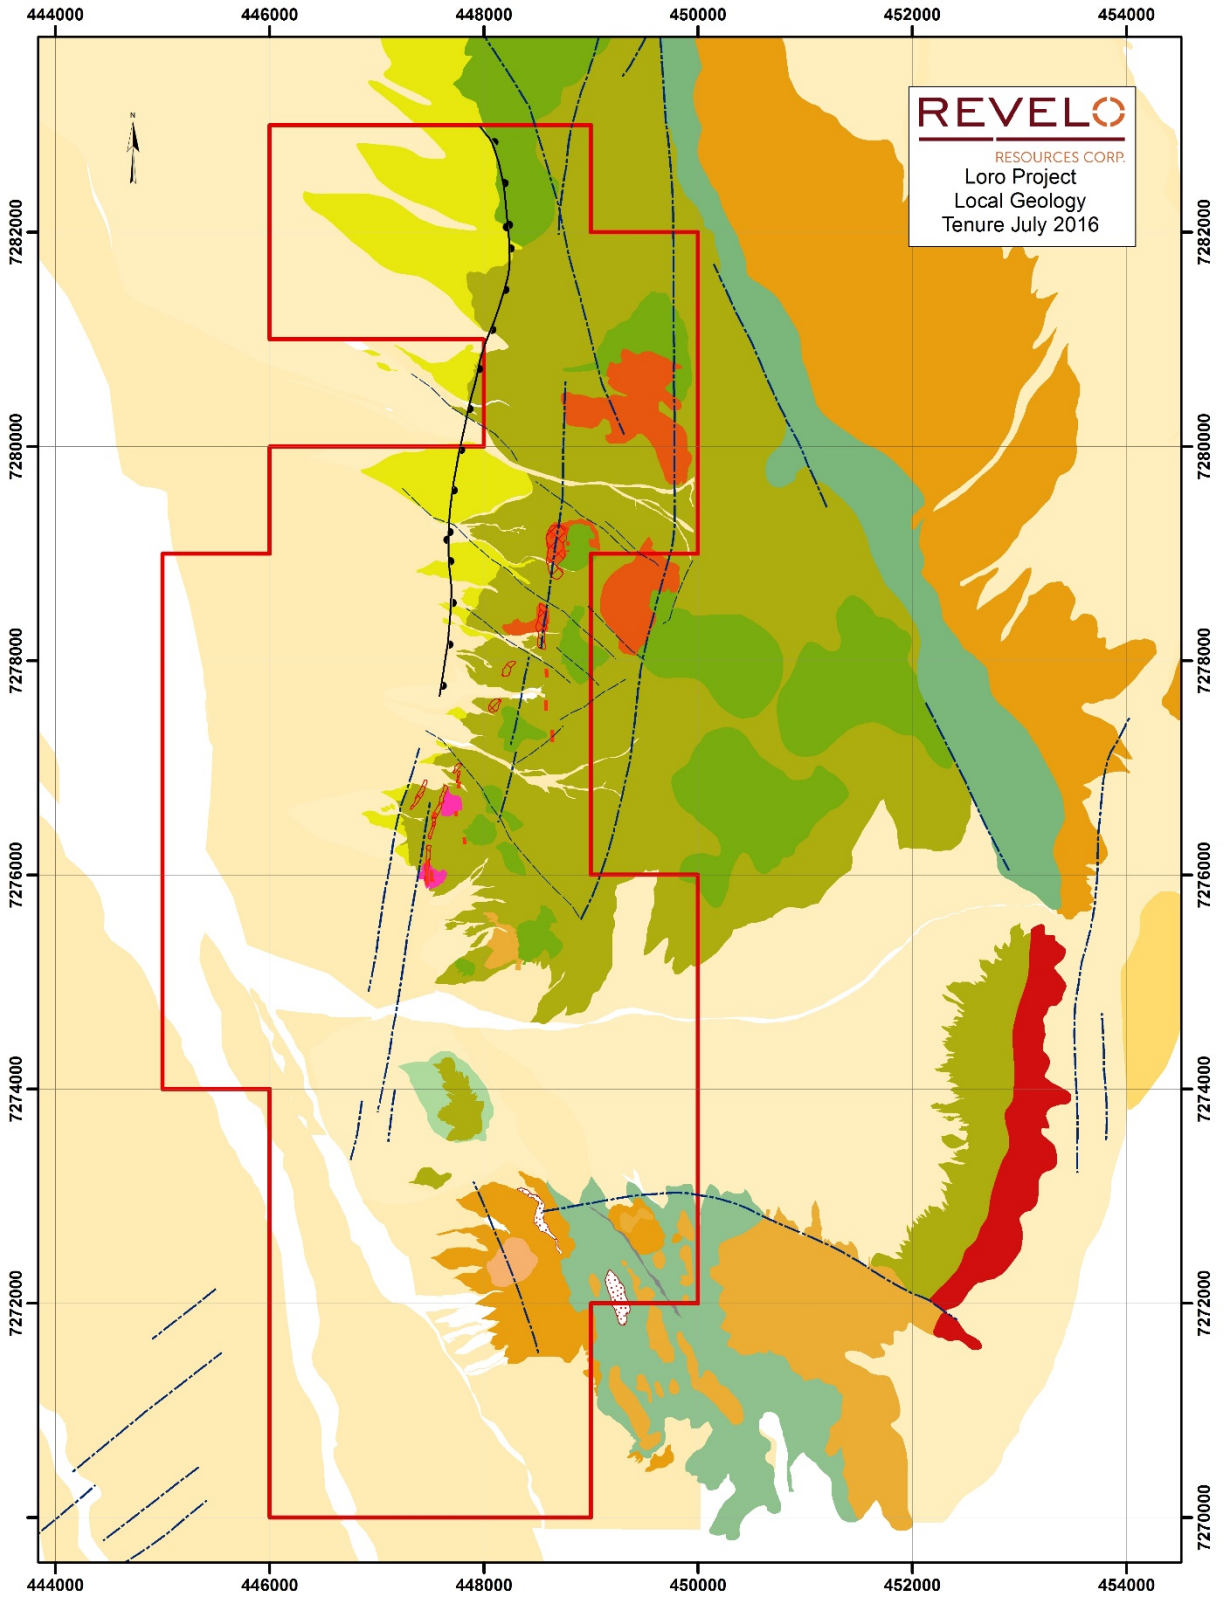 444000 446000 448000 450000 452000 454000
N
REVELO
RESOURCES CORP.
Loro Project
Local Geology
Tenure July 2016
7282000 7282000
7280000 7280000
7278000 7278000
7276000 7276000
7274000 7274000
7272000 7272000
7270000
444000 446000 448000 450000 452000 454000